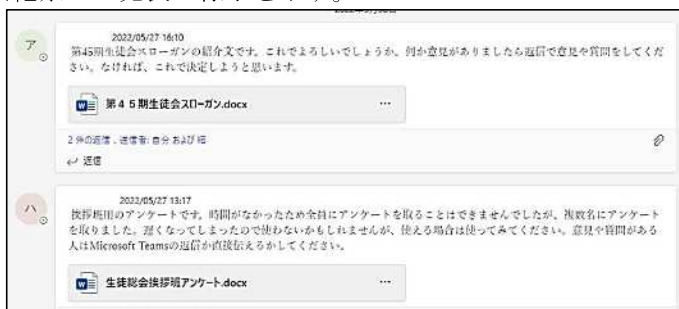 ア
2022/05/27 16:10
第45期生徒会スローガンの紹介文です。これでよろしいでしょうか。何か意見がありましたら返信で意見や質問をしてくだ
さい。なければ、これで決定しようと思います。
第４５期生徒会スローガン.docx
...
2 件の返信、送信者: 自分 および
返信
ハ
2022/05/27 13:17
挨拶班用のアンケートです。時間がなかったため全員にアンケートを取ることはできませんでしたが、複数名にアンケート
を取りました。遅くなってしまったので使わないかもしれませんが、使える場合は使ってみてください。意見や質問がある
人はMicrosoft Teamsの返信か直接伝えるかしてください。
生徒総会挨拶班アンケート.docx
...